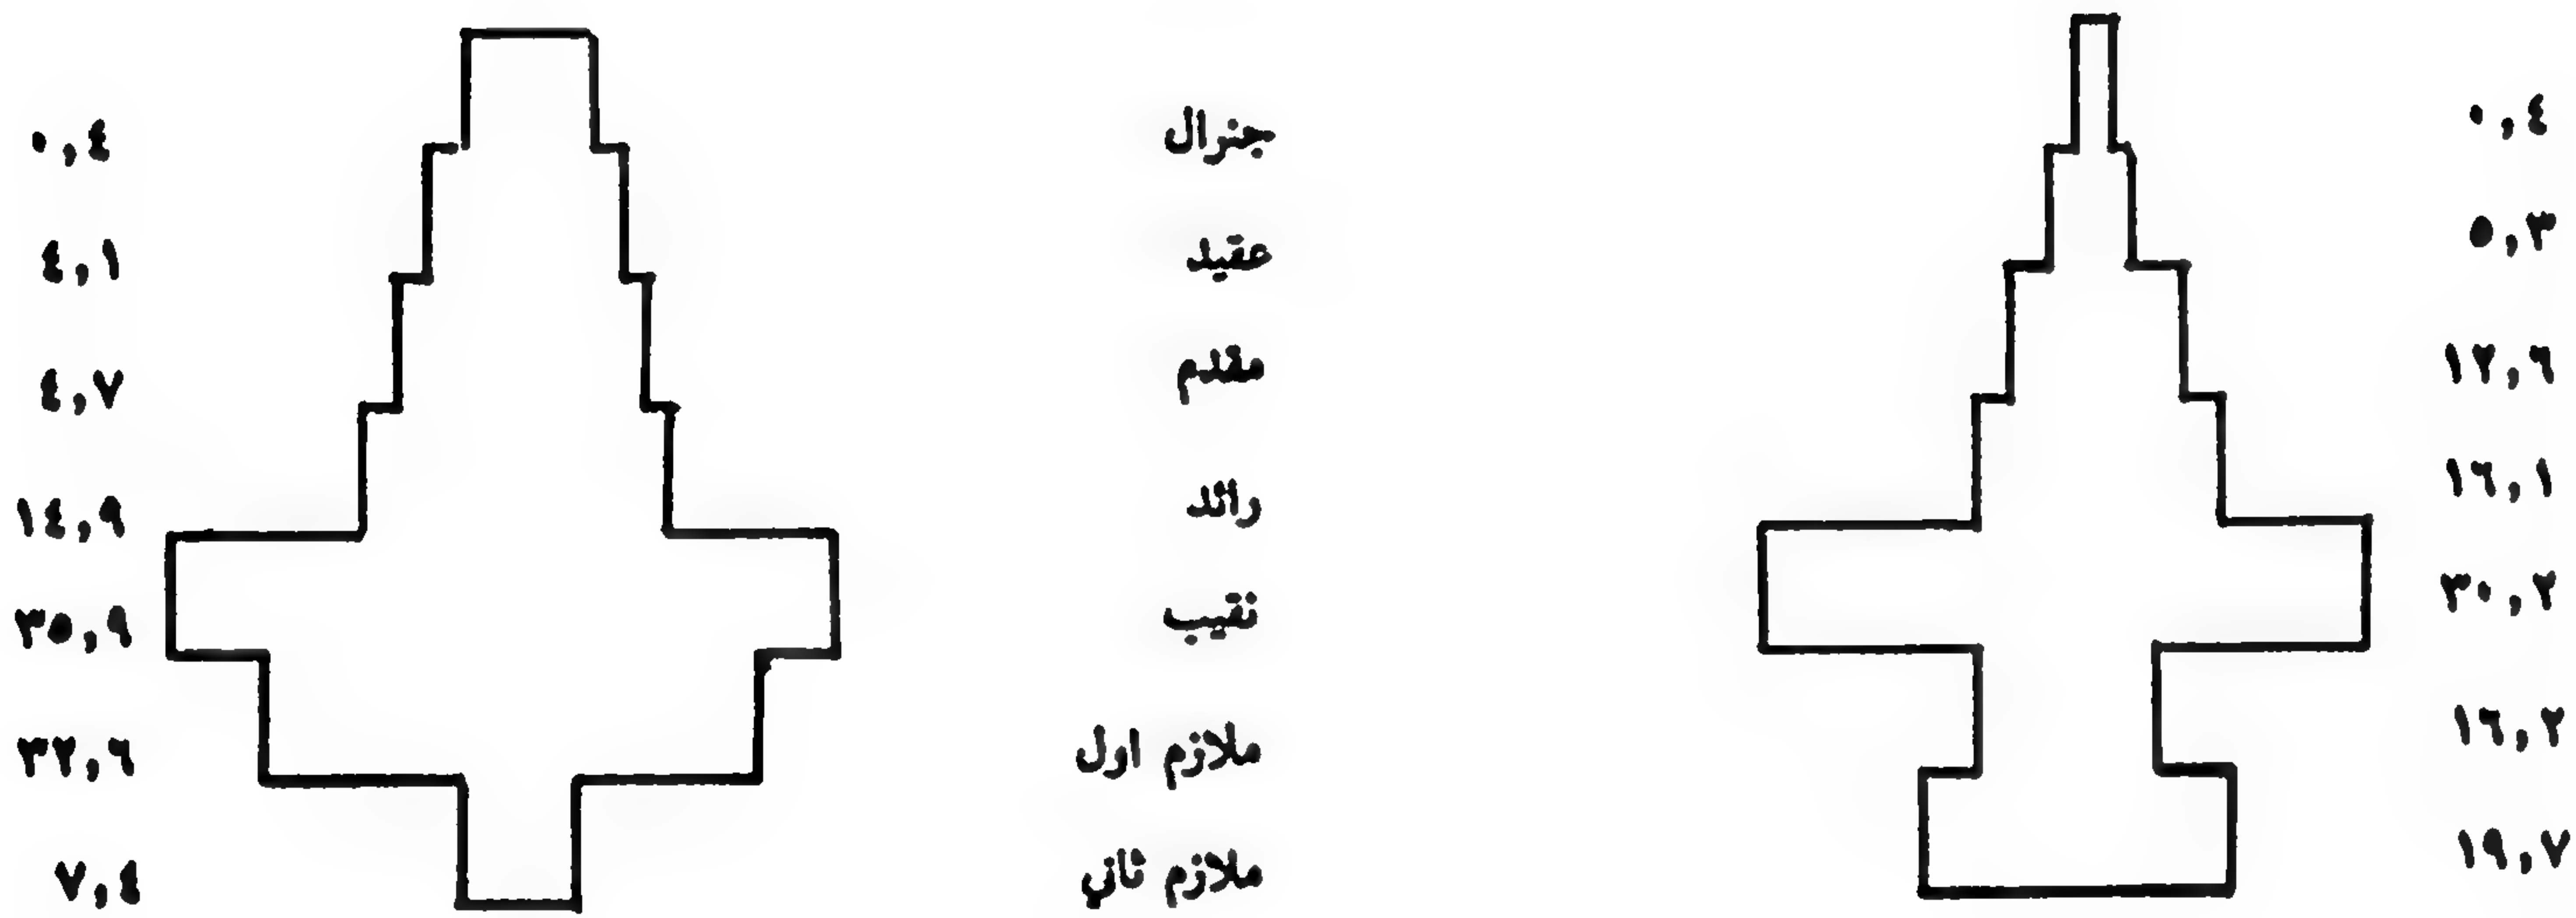 ٠,٤ جنرال ٠,٤
٥,٣ عقيد ٤,١
١٢,٦ مقدم ٤,٧
١٦,١ رائد ١٤,٩
٣٠,٢ نقيب ٣٥,٩
١٦,٢ ملازم اول ٣٢,٦
١٩,٧ ملازم ثاني ٧,٤